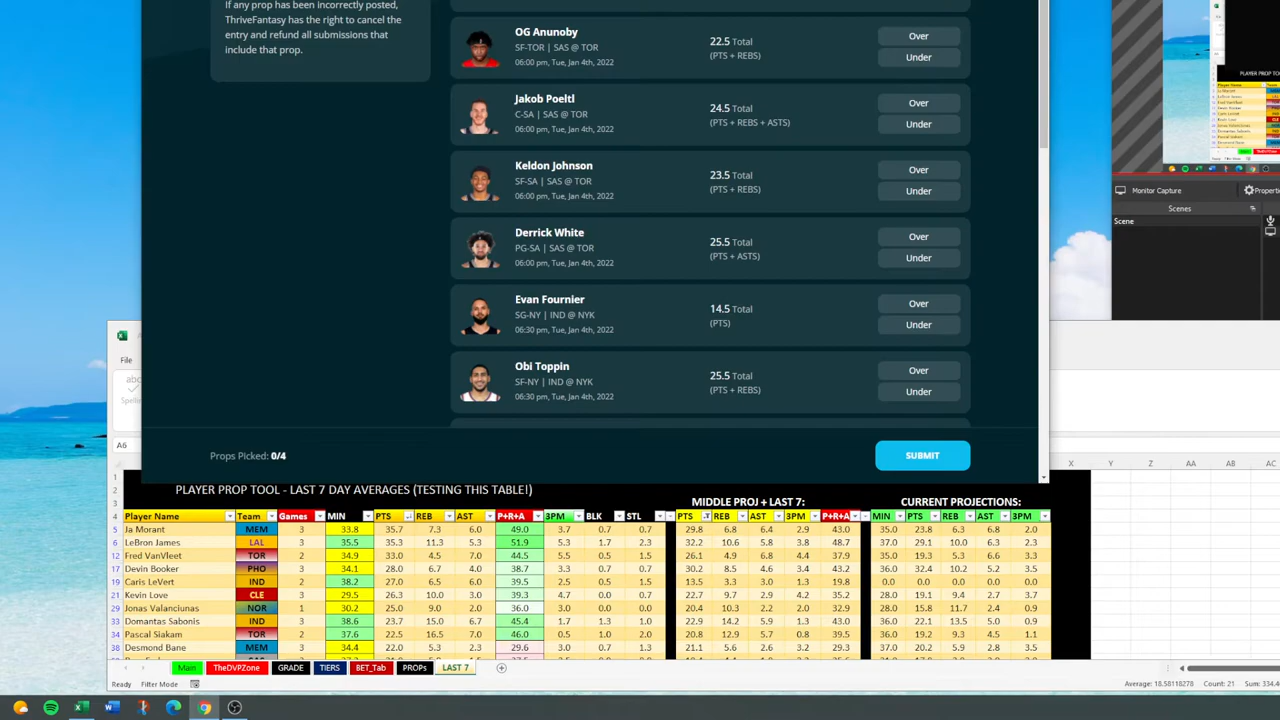 If any prop has been incorrectly posted,
ThriveFantasy has the right to cancel the
entry and refund all submissions that
include that prop.
OG Anunoby
SF-TOR | SAS @ TOR
06:00 pm, Tue, Jan 4th, 2022
22.5 Total
(PTS + REBS)
Over
Under
Jakob Poeltl
C-SA | SAS @ TOR
06:00 pm, Tue, Jan 4th, 2022
24.5 Total
(PTS + REBS + ASTS)
Over
Under
Keldon Johnson
SF-SA | SAS @ TOR
06:00 pm, Tue, Jan 4th, 2022
23.5 Total
(PTS + REBS)
Over
Under
Derrick White
PG-SA | SAS @ TOR
06:00 pm, Tue, Jan 4th, 2022
25.5 Total
(PTS + ASTS)
Over
Under
Evan Fournier
SG-NY | IND @ NYK
06:30 pm, Tue, Jan 4th, 2022
14.5 Total
(PTS)
Over
Under
Obi Toppin
SF-NY | IND @ NYK
06:30 pm, Tue, Jan 4th, 2022
25.5 Total
(PTS + REBS)
Over
Under
Props Picked: 0/4
SUBMIT
Monitor Capture
Scenes
Scene
File
A6
X Y Z AA AB AC
1
2 PLAYER PROP TOOL - LAST 7 DAY AVERAGES (TESTING THIS TABLE!)
3 MIDDLE PROJ + LAST 7: CURRENT PROJECTIONS:
4 Player Name Team Games MIN PTS REB AST P+R+A 3PM BLK STL PTS REB AST 3PM P+R+A MIN PTS REB AST 3PM
5 Ja Morant MEM 3 33.8 35.7 7.3 6.0 49.0 3.7 0.7 0.7 29.8 6.8 6.4 2.9 43.0 35.0 23.9 6.3 6.8 2.0
6 LeBron James LAL 3 35.5 35.3 11.3 5.3 51.9 5.3 1.7 2.3 32.2 10.6 5.8 3.8 48.7 37.0 29.1 10.0 6.3 2.3
12 Fred VanVleet TOR 2 34.9 33.0 4.5 7.0 44.5 5.5 0.5 1.5 26.1 4.9 6.8 4.4 37.9 35.0 19.3 5.3 6.6 3.3
17 Devin Booker PHO 3 34.1 28.0 6.7 4.0 38.7 3.7 0.7 0.7 30.2 8.5 4.6 3.4 43.2 36.0 32.4 10.2 5.2 3.5
19 Caris LeVert IND 2 38.2 27.0 6.5 6.0 39.5 2.5 0.5 1.5 13.5 3.3 3.0 1.3 19.8 0.0 0.0 0.0 0.0 0.0
21 Kevin Love CLE 3 29.5 26.3 10.0 3.0 39.3 4.7 0.0 0.7 22.7 9.7 2.9 4.2 35.2 28.0 19.0 9.4 2.7 3.7
29 Jonas Valanciunas NOR 1 30.2 25.0 9.0 2.0 36.0 3.0 0.0 1.0 20.4 10.3 2.2 2.0 32.9 28.0 15.8 11.7 2.4 0.9
33 Domantas Sabonis IND 3 38.6 23.7 15.0 6.7 45.4 1.7 1.3 1.0 22.9 14.2 5.9 1.3 43.0 36.0 22.1 13.5 5.0 0.9
34 Pascal Siakam TOR 2 37.6 22.5 16.5 7.0 46.0 0.5 1.0 2.0 20.8 12.9 5.7 0.8 39.5 36.0 19.2 9.3 4.5 1.1
38 Desmond Bane MEM 3 34.4 22.0 5.3 2.3 29.6 3.3 0.0 1.3 21.1 5.6 2.6 3.2 29.3 37.0 20.2 5.9 2.8 3.0
Main TheDVPZone GRADE TIERS BET_Tab PROPS LAST 7
Ready Filter Mode Average: 18.58118278 Count: 21 Sum: 334.4